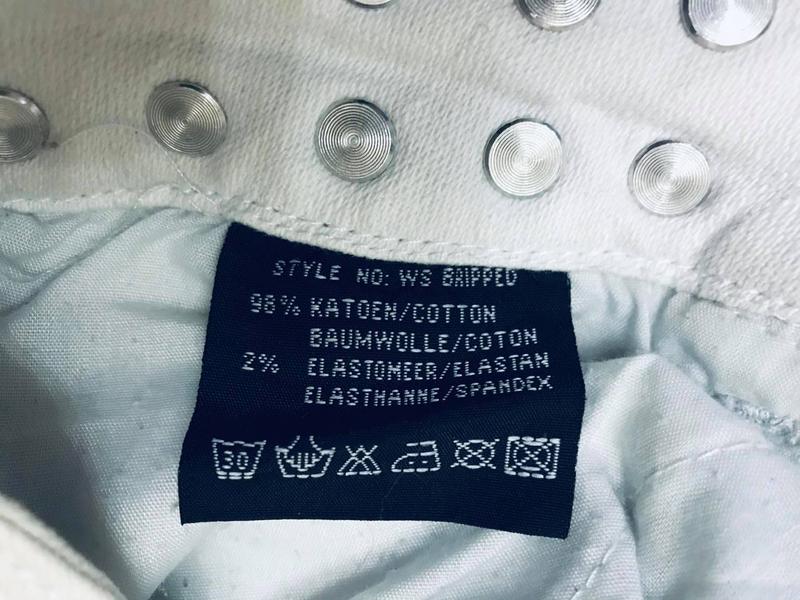 STYLE NO: WS BRIPPED
98% KATOEN/COTTON
BAUMWOLLE/COTON
2% ELASTOMEER/ELASTAN
ELASTHANNE/SPANDEX
30